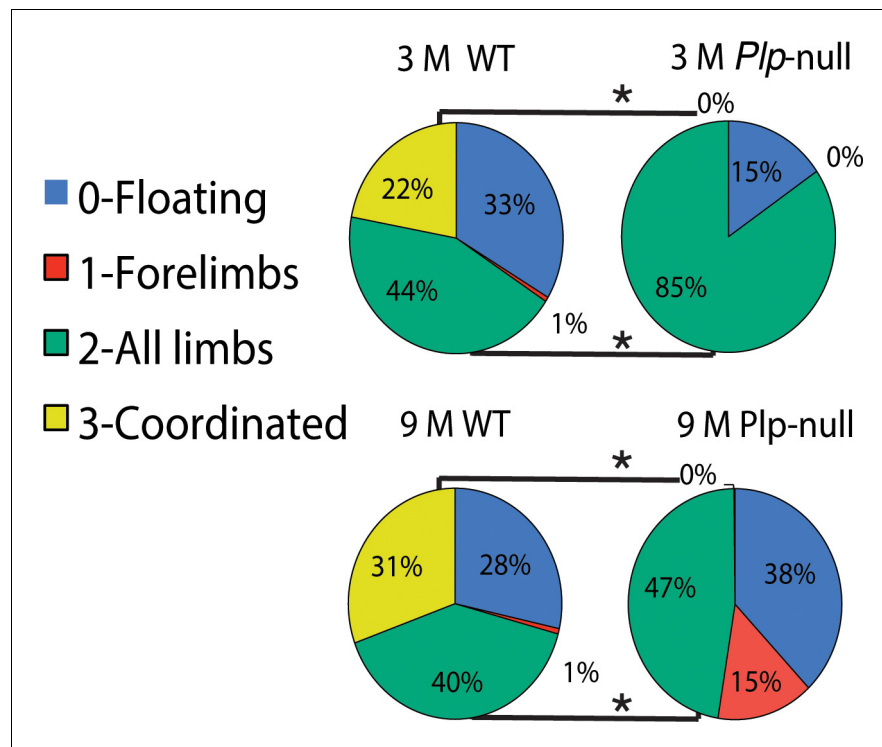 3 M WT
3 M Plp-null
*
0%
22%
33%
15%
0%
44%
85%
1%
*
0-Floating
1-Forelimbs
2-All limbs
3-Coordinated
9 M WT
9 M Plp-null
*
0%
31%
28%
47%
38%
40%
1%
15%
*